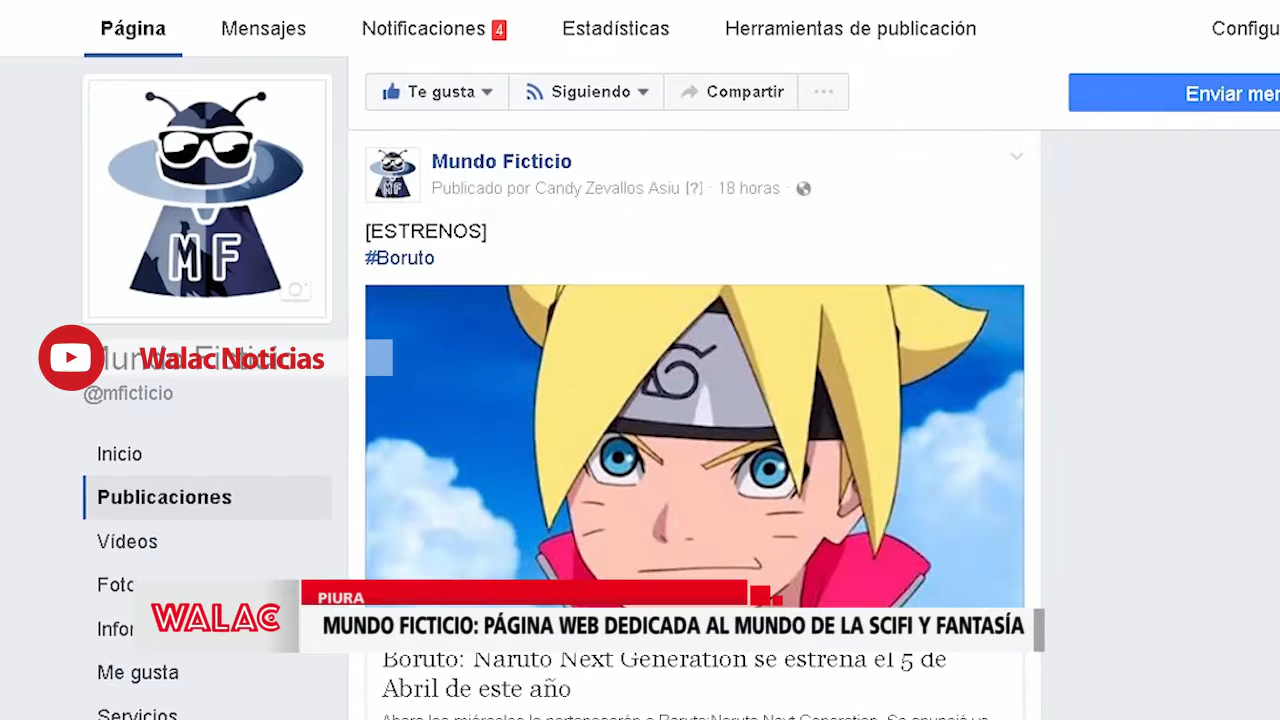 Página Mensajes Notificaciones 4 Estadísticas Herramientas de publicación Configu
Te gusta Siguiendo Compartir ... Enviar men
MF
Mundo Ficticio
Publicado por Candy Zevallos Asiu [?] · 18 horas ·
[ESTRENOS]
#Boruto
Walac Noticias
@mficticio
Inicio
Publicaciones
Vídeos
Foto
Infor
Me gusta
Servicios
WALAC
PIURA
MUNDO FICTICIO: PÁGINA WEB DEDICADA AL MUNDO DE LA SCIFI Y FANTASÍA
Boruto: Naruto Next Generation se estrena el 5 de
Abril de este año